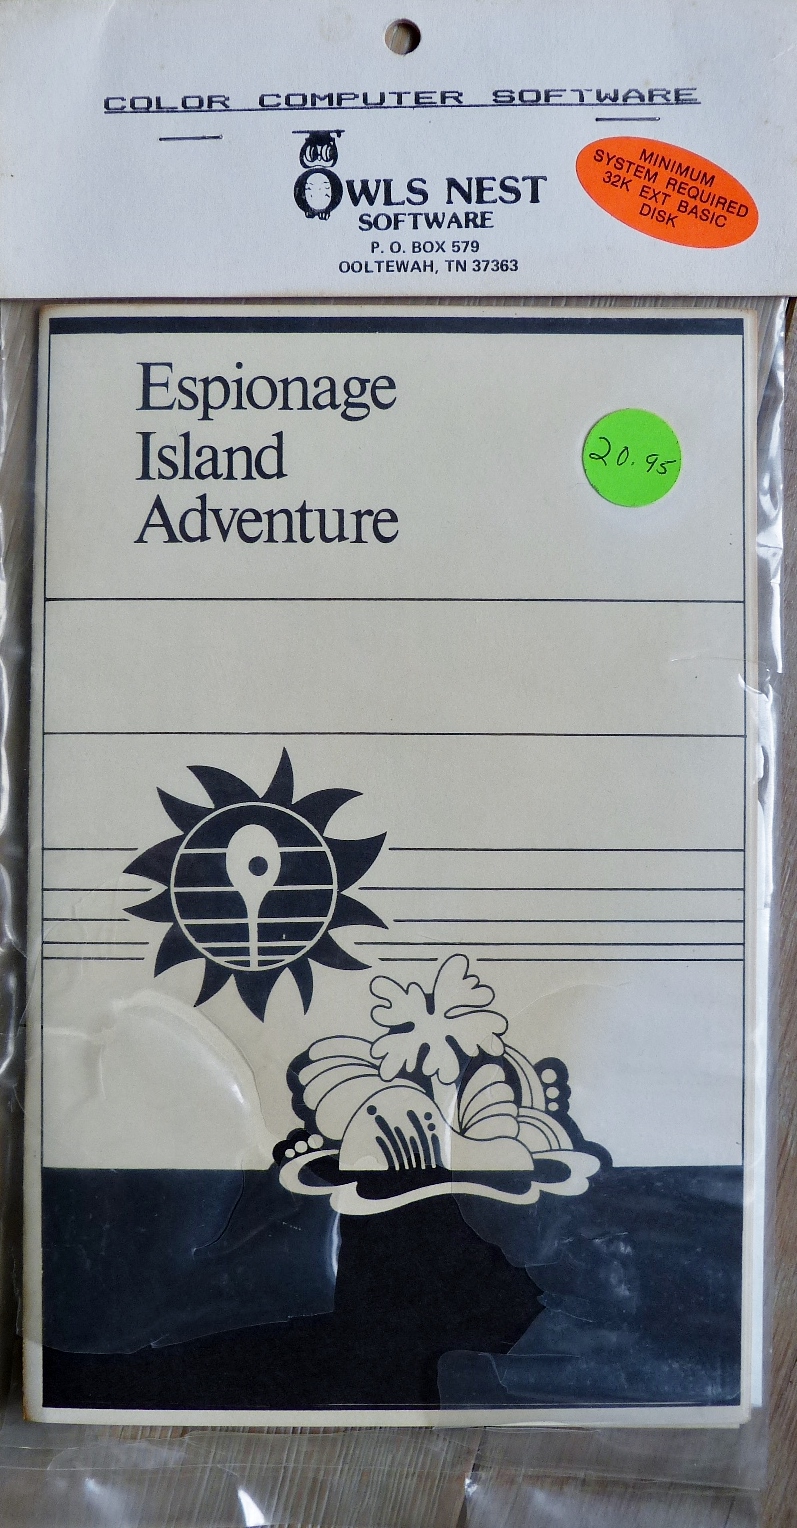 COLOR COMPUTER SOFTWARE
OWLS NEST
SOFTWARE
P. O. BOX 579
OOLTEWAH, TN 37363
MINIMUM
SYSTEM REQUIRED
32K EXT BASIC
DISK
Espionage
Island
Adventure
20.95